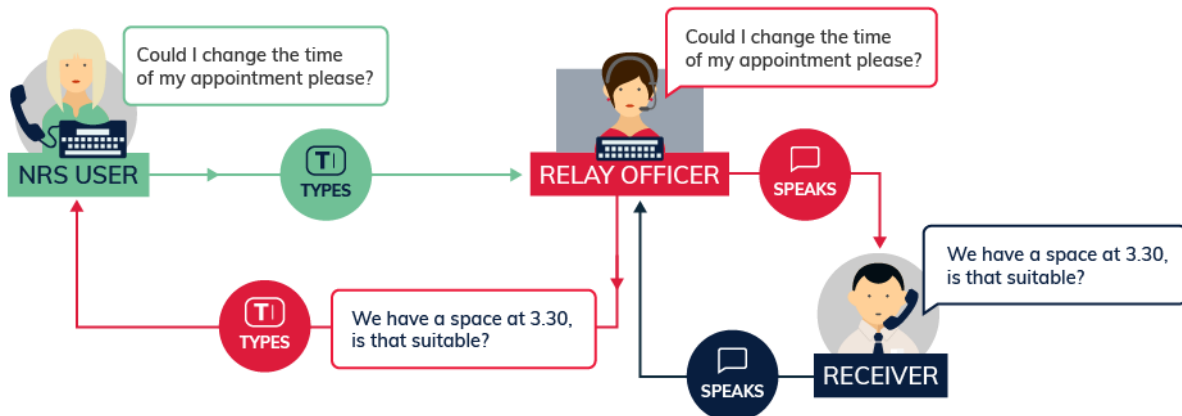 Could I change the time
of my appointment please?
Could I change the time
of my appointment please?
NRS USER
T
TYPES
RELAY OFFICER
SPEAKS
We have a space at 3.30,
is that suitable?
T
TYPES
We have a space at 3.30,
is that suitable?
SPEAKS
RECEIVER